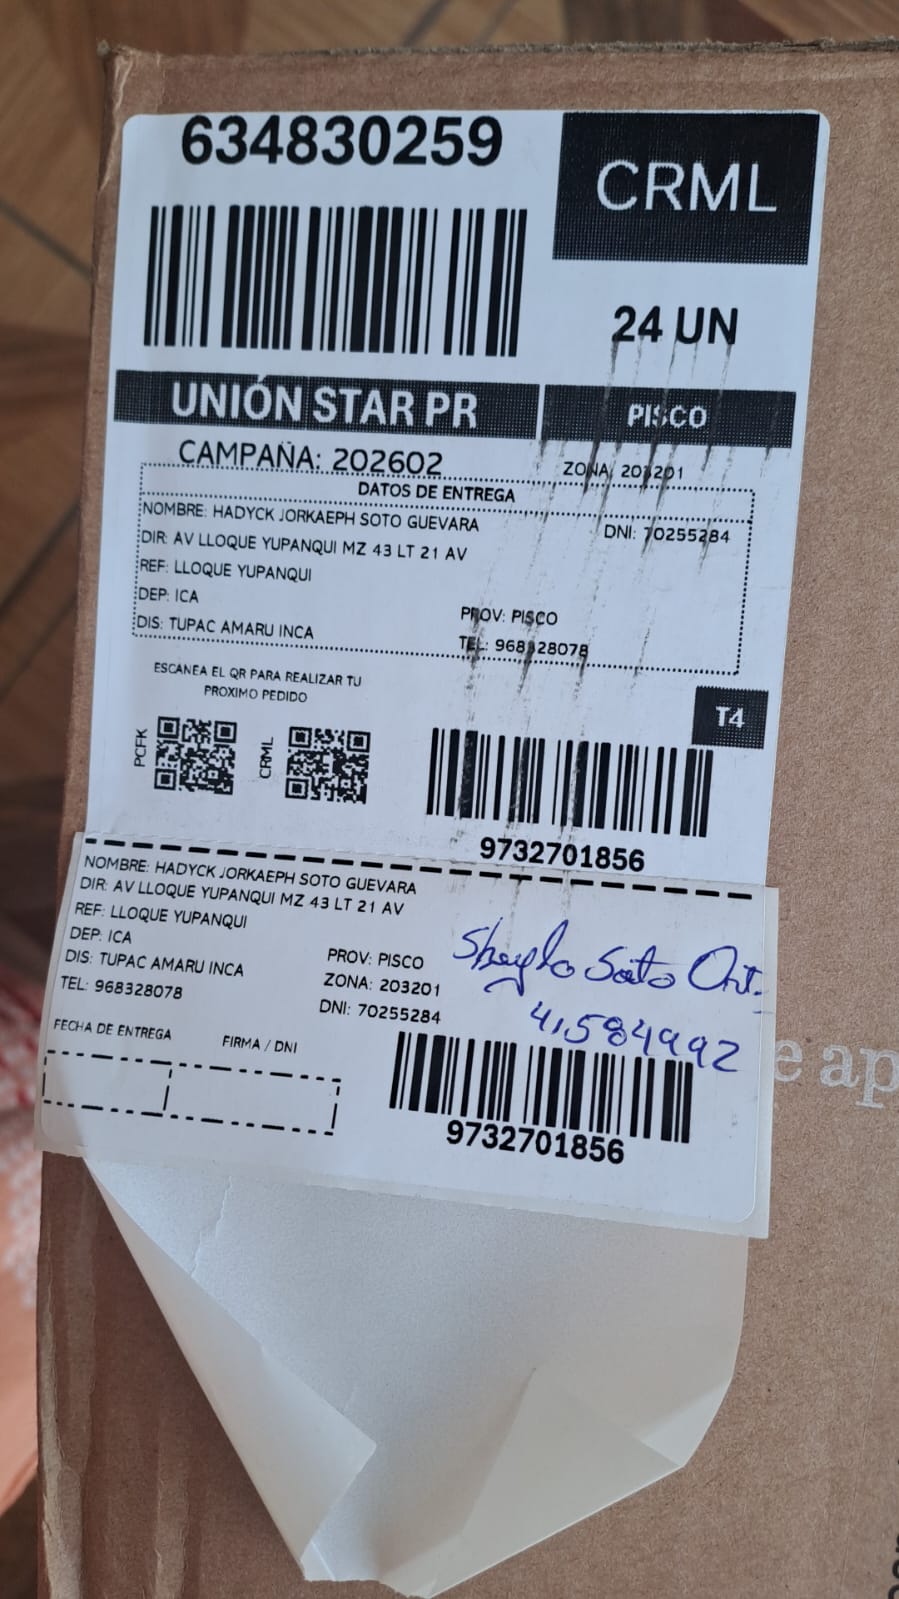 634830259
CRML
24 UN
UNIÓN STAR PR
PISCO
CAMPAÑA: 202602
ZONA: 203201
DATOS DE ENTREGA
NOMBRE: HADYCK JORKAEPH SOTO GUEVARA
DNI: 70255284
DIR: AV LLOQUE YUPANQUI MZ 43 LT 21 AV
REF: LLOQUE YUPANQUI
DEP: ICA
PROV: PISCO
DIS: TUPAC AMARU INCA
TEL: 968328078
ESCANEA EL QR PARA REALIZAR TU
PROXIMO PEDIDO
T4
PCFK
CRML
9732701856
NOMBRE: HADYCK JORKAEPH SOTO GUEVARA
DIR: AV LLOQUE YUPANQUI MZ 43 LT 21 AV
REF: LLOQUE YUPANQUI
DEP: ICA
PROV: PISCO
DIS: TUPAC AMARU INCA
ZONA: 203201
TEL: 968328078
DNI: 70255284
Soto
41584992
FECHA DE ENTREGA
FIRMA / DNI
9732701856